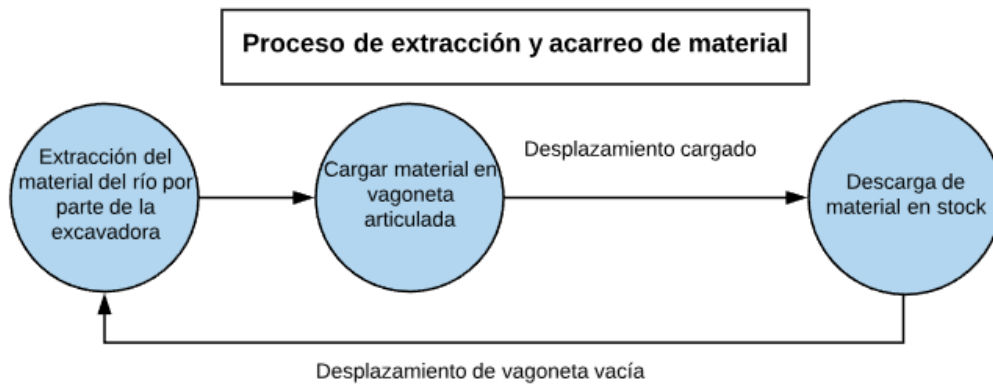 Proceso de extracción y acarreo de material
Extracción del
material del río por
parte de la
excavadora
Cargar material en
vagoneta
articulada
Desplazamiento cargado
Descarga de
material en stock
Desplazamiento de vagoneta vacía